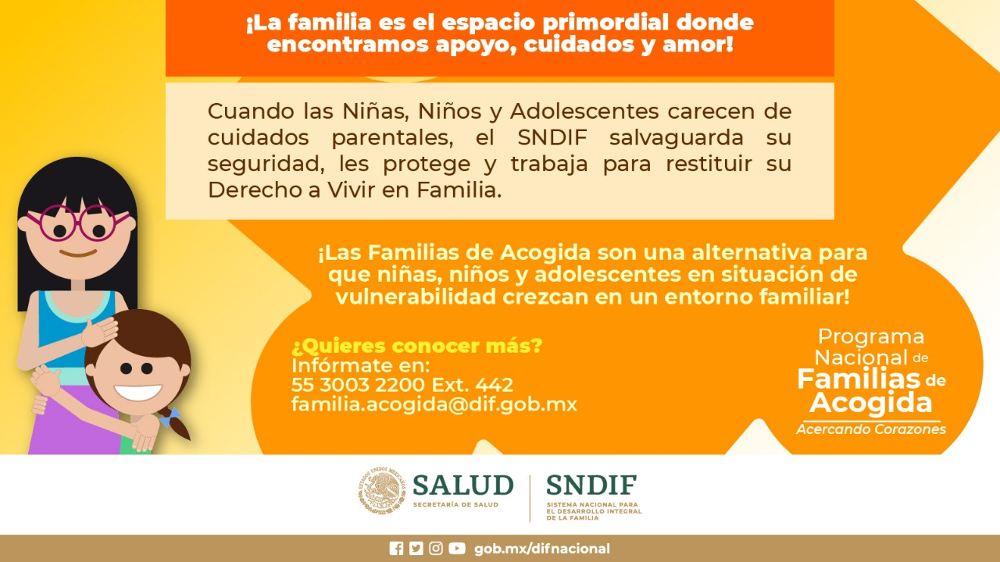 ¡La familia es el espacio primordial donde
encontramos apoyo, cuidados y amor!
Cuando las Niñas, Niños y Adolescentes carecen de
cuidados parentales, el SNDIF salvaguarda su
seguridad, les protege y trabaja para restituir su
Derecho a Vivir en Familia.
¡Las Familias de Acogida son una alternativa para
que niñas, niños y adolescentes en situación de
vulnerabilidad crezcan en un entorno familiar!
¿Quieres conocer más?
Infórmate en:
55 3003 2200 Ext. 442
familia.acogida@dif.gob.mx
Programa
Nacional de
Familias de
Acogida
Acercando Corazones
ESTADOS UNIDOS MEXICANOS
SALUD
SECRETARÍA DE SALUD
SNDIF
SISTEMA NACIONAL PARA
EL DESARROLLO INTEGRAL
DE LA FAMILIA
gob.mx/difnacional